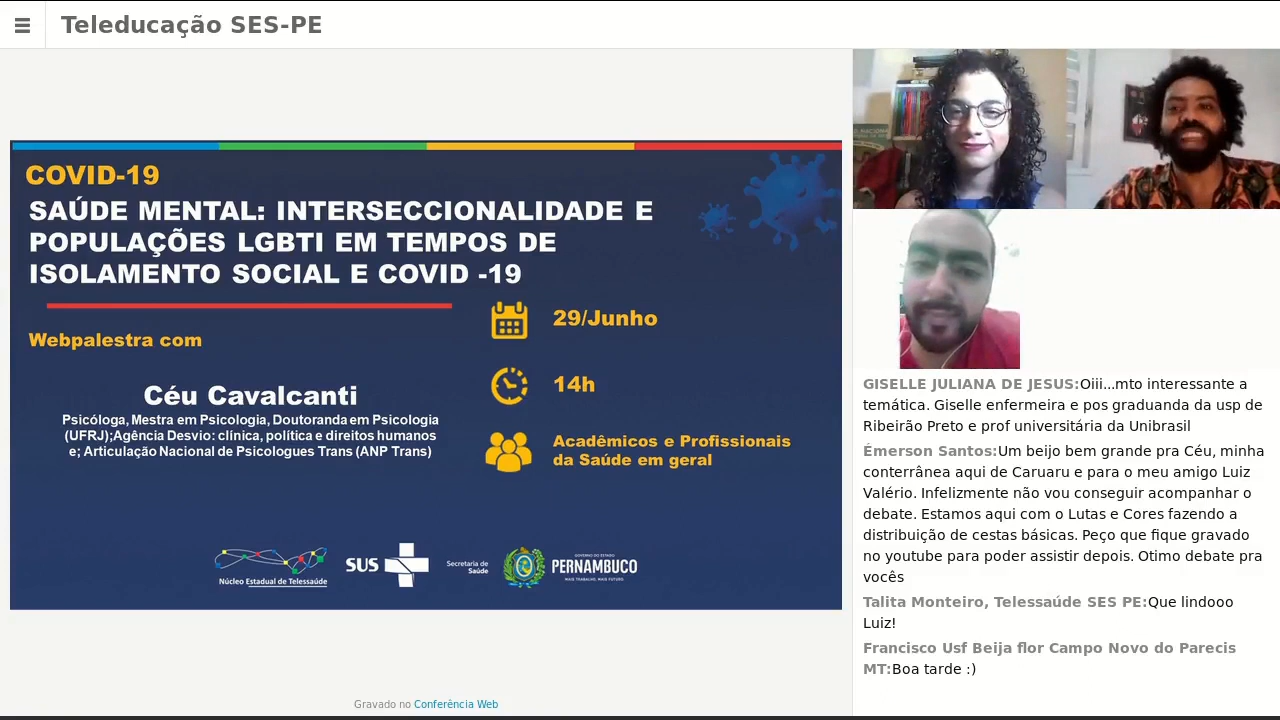 Teleducação SES-PE
COVID-19
SAÚDE MENTAL: INTERSECCIONALIDADE E
POPULAÇÕES LGBTI EM TEMPOS DE
ISOLAMENTO SOCIAL E COVID -19
29/Junho
Webpalestra com
14h
Céu Cavalcanti
Psicóloga, Mestra em Psicologia, Doutoranda em Psicologia
(UFRJ);Agência Desvio: clínica, política e direitos humanos
e; Articulação Nacional de Psicologues Trans (ANP Trans)
Acadêmicos e Profissionais
da Saúde em geral
Núcleo Estadual de Telessaúde
SUS
Secretaria de
Saúde
GOVERNO DO ESTADO
PERNAMBUCO
MAIS TRABALHO, MAIS FUTURO
Gravado no Conferência Web
GISELLE JULIANA DE JESUS:Oiii...mto interessante a
temática. Giselle enfermeira e pos graduanda da usp de
Ribeirão Preto e prof universitária da Unibrasil
Émerson Santos:Um beijo bem grande pra Céu, minha
conterrânea aqui de Caruaru e para o meu amigo Luiz
Valério. Infelizmente não vou conseguir acompanhar o
debate. Estamos aqui com o Lutas e Cores fazendo a
distribuição de cestas básicas. Peço que fique gravado
no youtube para poder assistir depois. Otimo debate pra
vocês
Talita Monteiro, Telessaúde SES PE:Que lindooo
Luiz!
Francisco Usf Beija flor Campo Novo do Parecis
MT:Boa tarde :)